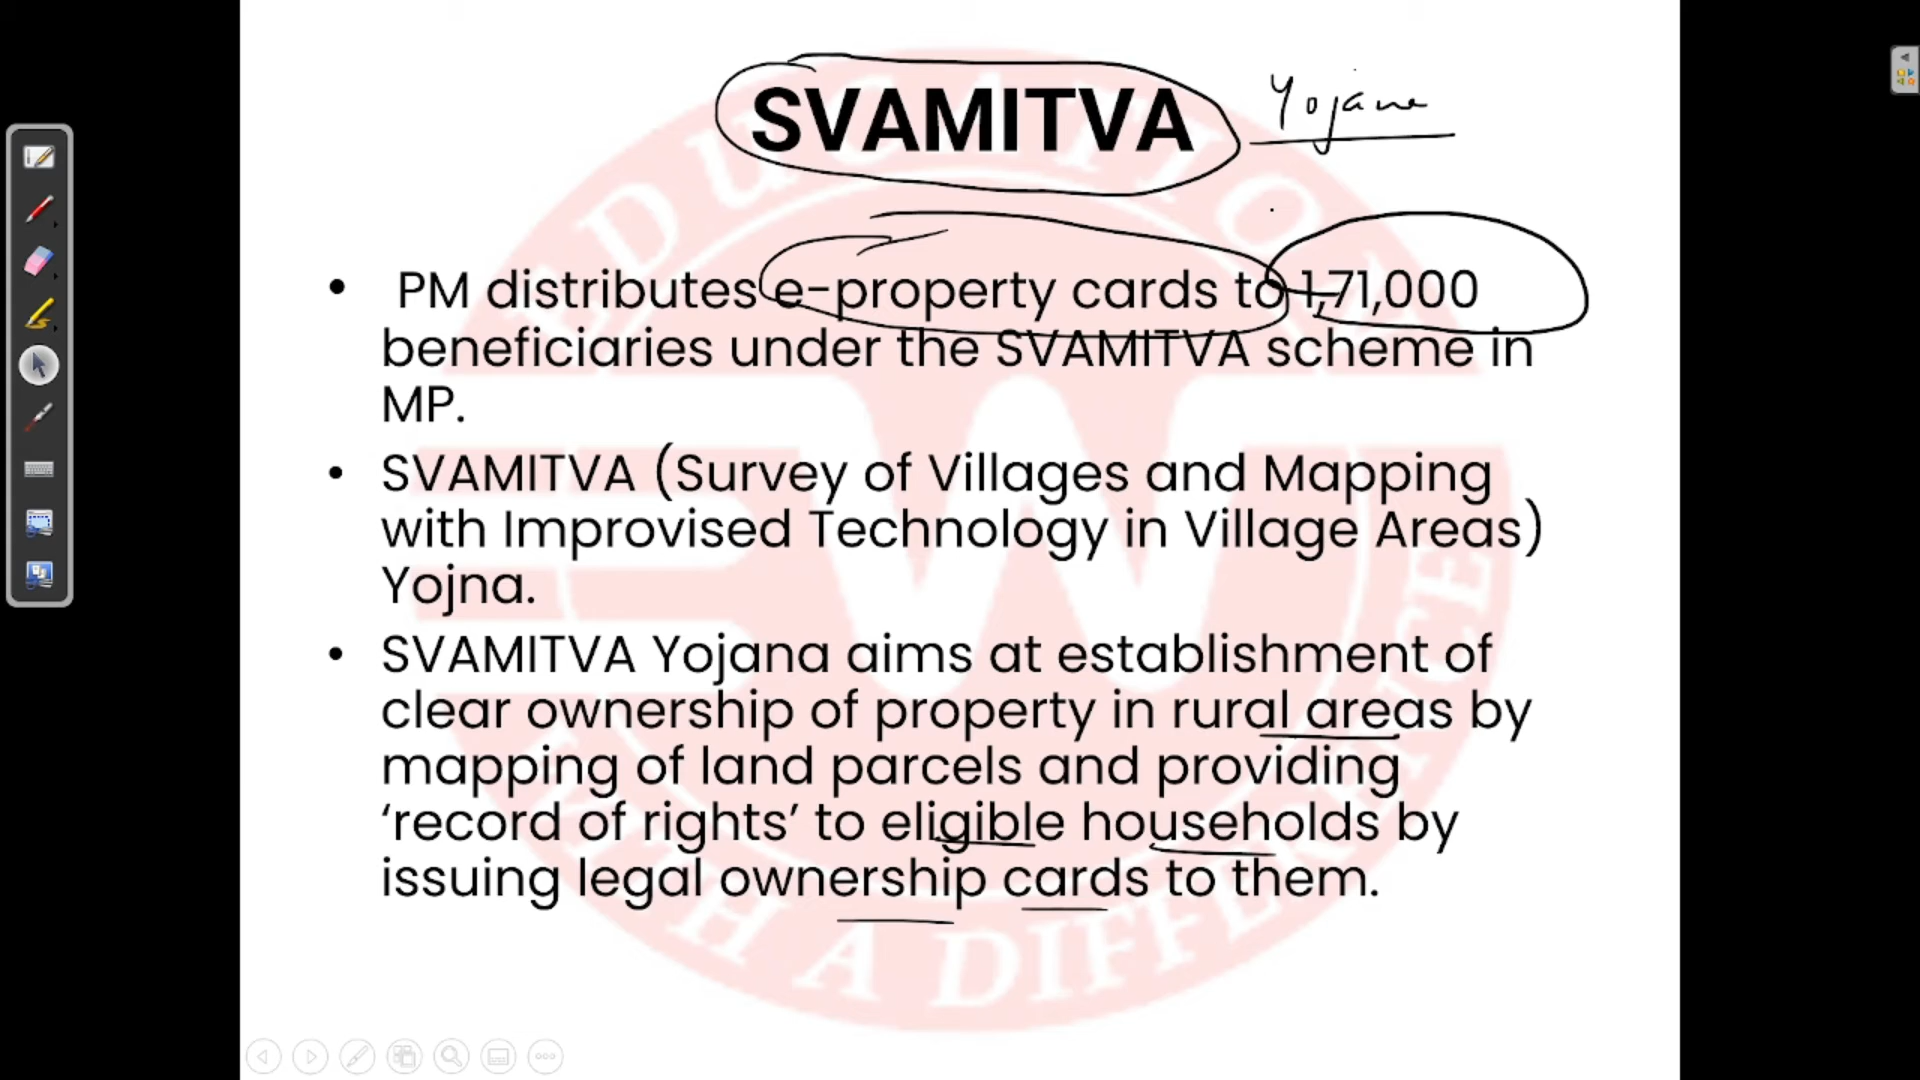 SVAMITVA Yojana
• PM distributes e-property cards to 1,71,000
beneficiaries under the SVAMITVA scheme in
MP.
• SVAMITVA (Survey of Villages and Mapping
with Improvised Technology in Village Areas)
Yojna.
• SVAMITVA Yojana aims at establishment of
clear ownership of property in rural areas by
mapping of land parcels and providing
‘record of rights’ to eligible households by
issuing legal ownership cards to them.
EDUCATION
W
WITH A DIFFERENCE